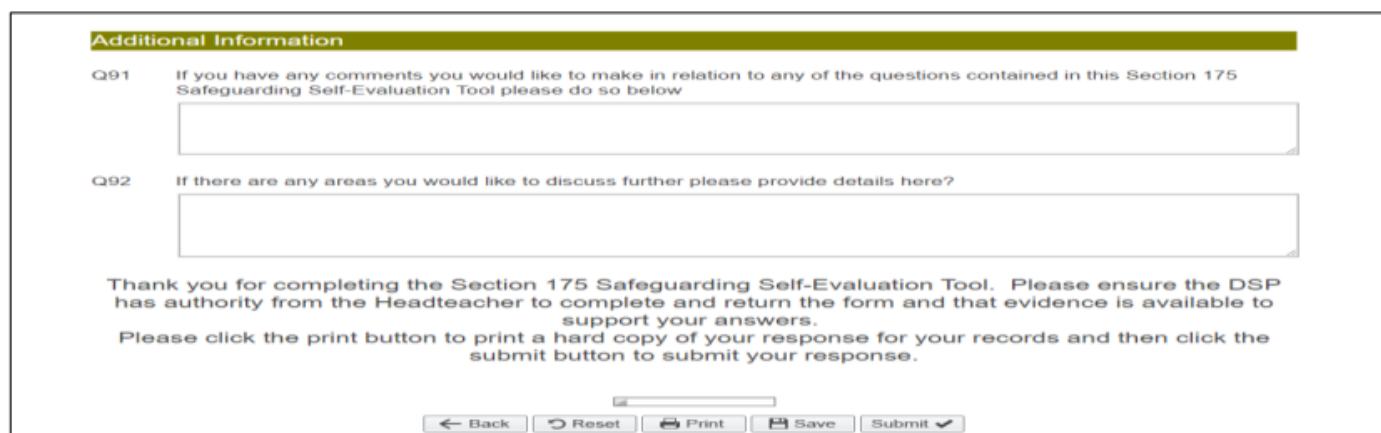 Additional Information
Q91 If you have any comments you would like to make in relation to any of the questions contained in this Section 175
Safeguarding Self-Evaluation Tool please do so below
Q92 If there are any areas you would like to discuss further please provide details here?
Thank you for completing the Section 175 Safeguarding Self-Evaluation Tool. Please ensure the DSP
has authority from the Headteacher to complete and return the form and that evidence is available to
support your answers.
Please click the print button to print a hard copy of your response for your records and then click the
submit button to submit your response.
Back Reset Print Save Submit